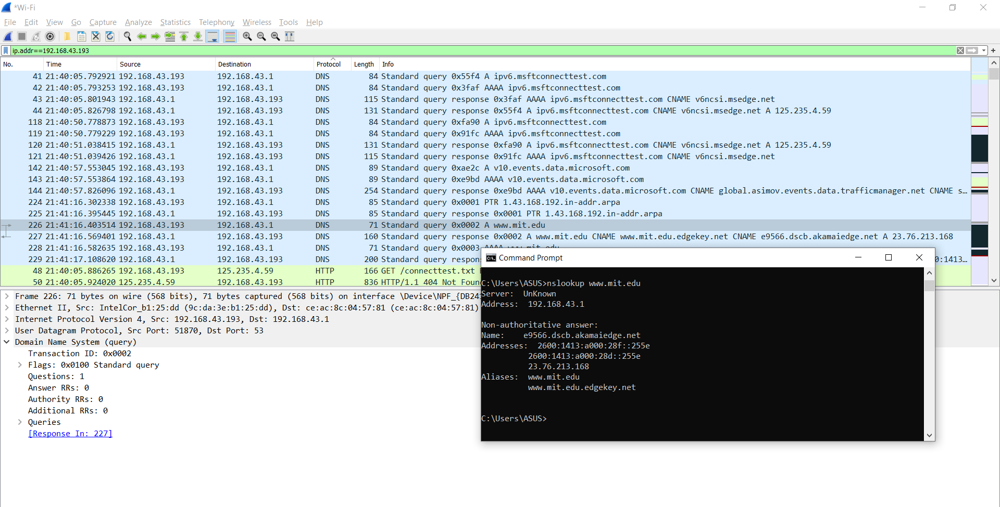 *Wi-Fi
File Edit View Go Capture Analyze Statistics Telephony Wireless Tools Help
ip.addr==192.168.43.193
No. Time Source Destination Protocol Length Info
41 21:40:05.792921 192.168.43.193 192.168.43.1 DNS 84 Standard query 0x55f4 A ipv6.msftconnecttest.com
42 21:40:05.793253 192.168.43.193 192.168.43.1 DNS 84 Standard query 0x3faf AAAA ipv6.msftconnecttest.com
43 21:40:05.801943 192.168.43.1 192.168.43.193 DNS 115 Standard query response 0x3faf AAAA ipv6.msftconnecttest.com CNAME v6ncsi.msedge.net
44 21:40:05.826798 192.168.43.1 192.168.43.193 DNS 131 Standard query response 0x55f4 A ipv6.msftconnecttest.com CNAME v6ncsi.msedge.net A 125.235.4.59
118 21:40:50.778873 192.168.43.193 192.168.43.1 DNS 84 Standard query 0xfa90 A ipv6.msftconnecttest.com
119 21:40:50.779229 192.168.43.193 192.168.43.1 DNS 84 Standard query 0x91fc AAAA ipv6.msftconnecttest.com
120 21:40:51.038415 192.168.43.1 192.168.43.193 DNS 131 Standard query response 0xfa90 A ipv6.msftconnecttest.com CNAME v6ncsi.msedge.net A 125.235.4.59
121 21:40:51.039426 192.168.43.1 192.168.43.193 DNS 115 Standard query response 0x91fc AAAA ipv6.msftconnecttest.com CNAME v6ncsi.msedge.net
142 21:40:57.553045 192.168.43.193 192.168.43.1 DNS 89 Standard query 0xae2c A v10.events.data.microsoft.com
143 21:40:57.553864 192.168.43.193 192.168.43.1 DNS 89 Standard query 0xe9bd AAAA v10.events.data.microsoft.com
144 21:40:57.826096 192.168.43.1 192.168.43.193 DNS 254 Standard query response 0xe9bd AAAA v10.events.data.microsoft.com CNAME global.asimov.events.data.trafficmanager.net CNAME s…
224 21:41:16.302338 192.168.43.193 192.168.43.1 DNS 85 Standard query 0x0001 PTR 1.43.168.192.in-addr.arpa
225 21:41:16.395445 192.168.43.1 192.168.43.193 DNS 85 Standard query response 0x0001 PTR 1.43.168.192.in-addr.arpa
226 21:41:16.403514 192.168.43.193 192.168.43.1 DNS 71 Standard query 0x0002 A www.mit.edu
227 21:41:16.569401 192.168.43.1 192.168.43.193 DNS 160 Standard query response 0x0002 A www.mit.edu CNAME www.mit.edu.edgekey.net CNAME e9566.dscb.akamaiedge.net A 23.76.213.168
228 21:41:16.582635 192.168.43.193 192.168.43.1 DNS 71 Standard query 0x0003 AAAA www.mit.edu
229 21:41:17.108620 192.168.43.1 192.168.43.193 DNS 200 Standard query respon 0:1413…
48 21:40:05.886265 192.168.43.193 125.235.4.59 HTTP 166 GET /connecttest.txt
50 21:40:05.924020 125.235.4.59 192.168.43.193 HTTP 836 HTTP/1.1 404 Not Foun
Frame 226: 71 bytes on wire (568 bits), 71 bytes captured (568 bits) on interface \Device\NPF_{DB241
Ethernet II, Src: IntelCor_b1:25:dd (9c:da:3e:b1:25:dd), Dst: ce:ac:8c:04:57:81 (ce:ac:8c:04:57:81)
Internet Protocol Version 4, Src: 192.168.43.193, Dst: 192.168.43.1
User Datagram Protocol, Src Port: 51870, Dst Port: 53
Domain Name System (query)
Transaction ID: 0x0002
Flags: 0x0100 Standard query
Questions: 1
Answer RRs: 0
Authority RRs: 0
Additional RRs: 0
Queries
[Response In: 227]
Command Prompt
C:\Users\ASUS>nslookup www.mit.edu
Server:  UnKnown
Address:  192.168.43.1
Non-authoritative answer:
Name:    e9566.dscb.akamaiedge.net
Addresses:  2600:1413:a000:28f::255e
2600:1413:a000:28d::255e
23.76.213.168
Aliases:  www.mit.edu
www.mit.edu.edgekey.net
C:\Users\ASUS>